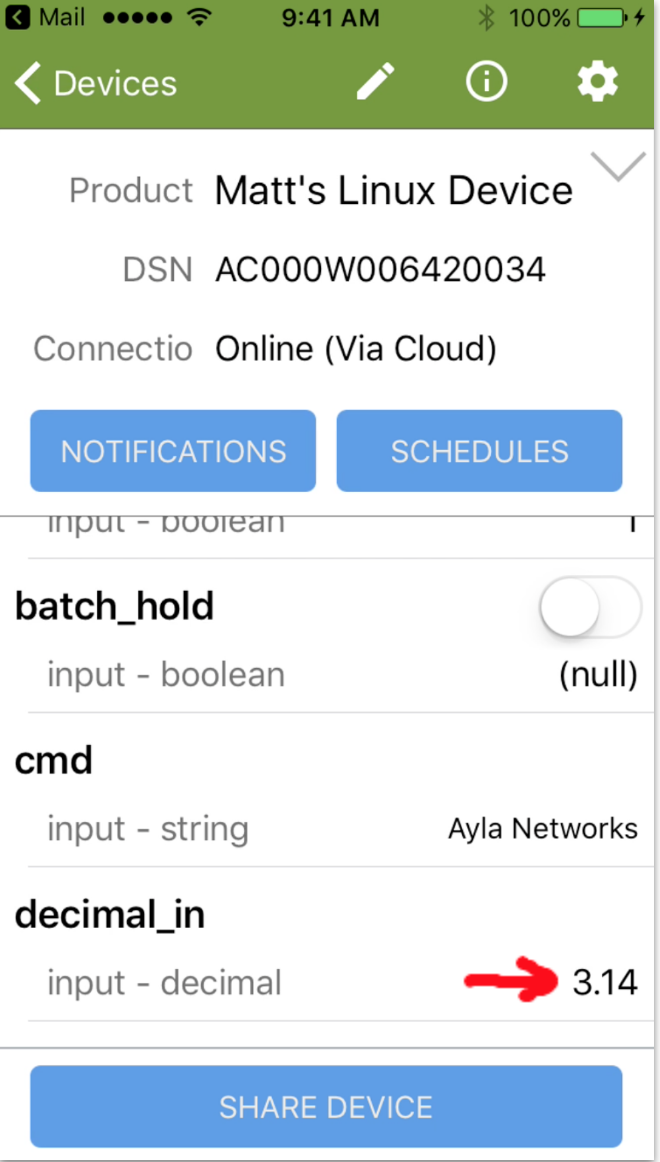 Mail 9:41 AM 100%
Devices
Product Matt's Linux Device
DSN AC000W006420034
Connectio Online (Via Cloud)
NOTIFICATIONS SCHEDULES
input - boolean 1
batch_hold
input - boolean (null)
cmd
input - string Ayla Networks
decimal_in
input - decimal 3.14
SHARE DEVICE